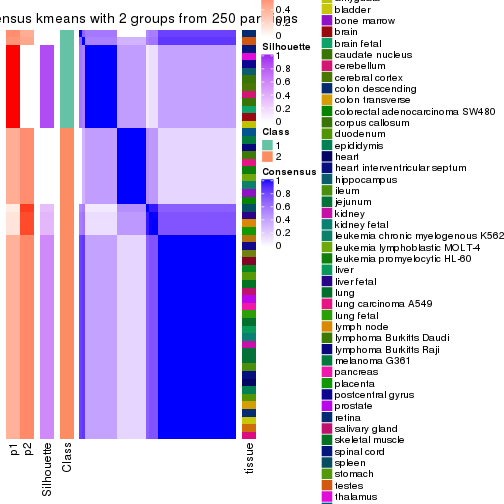 ensus kmeans with 2 groups from 250 par
ns
0.4
0.2
0
Silhouette
1
0.8
0.6
0.4
0.2
0
Class
1
2
Consensus
1
0.8
0.6
0.4
0.2
0
p1
p2
Silhouette
Class
tissue
bladder
bone marrow
brain
brain fetal
caudate nucleus
cerebellum
cerebral cortex
colon descending
colon transverse
colorectal adenocarcinoma SW480
corpus callosum
duodenum
epididymis
heart
heart interventricular septum
hippocampus
ileum
jejunum
kidney
kidney fetal
leukemia chronic myelogenous K562
leukemia lymphoblastic MOLT-4
leukemia promyelocytic HL-60
liver
liver fetal
lung
lung carcinoma A549
lung fetal
lymph node
lymphoma Burkitts Daudi
lymphoma Burkitts Raji
melanoma G361
pancreas
placenta
postcentral gyrus
prostate
retina
salivary gland
skeletal muscle
spinal cord
spleen
stomach
testes
thalamus